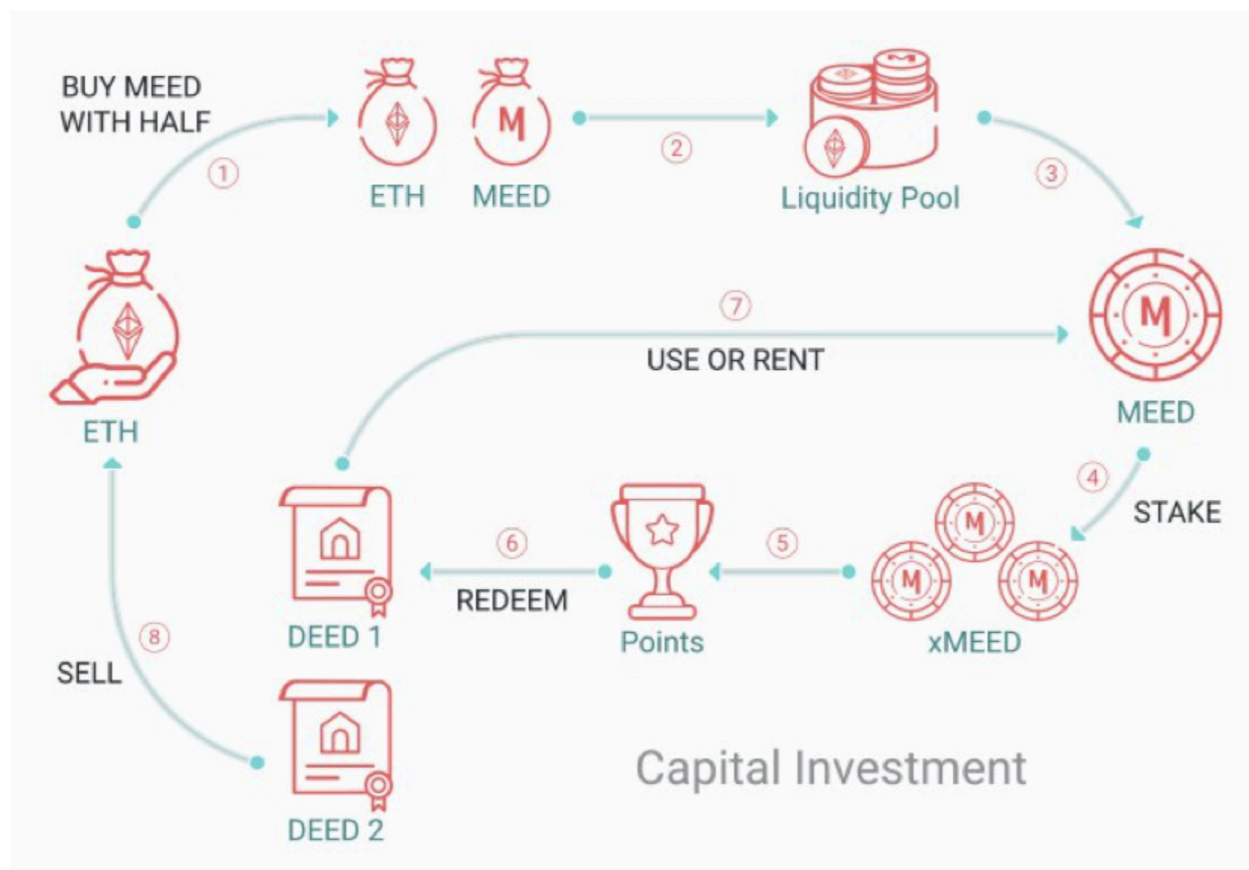 BUY MEED
WITH HALF
①
ETH
M
MEED
②
Liquidity Pool
③
ETH
M
MEED
⑦
USE OR RENT
④
STAKE
M
M
M
xMEED
⑤
Points
⑥
REDEEM
DEED 1
⑧
SELL
DEED 2
Capital Investment